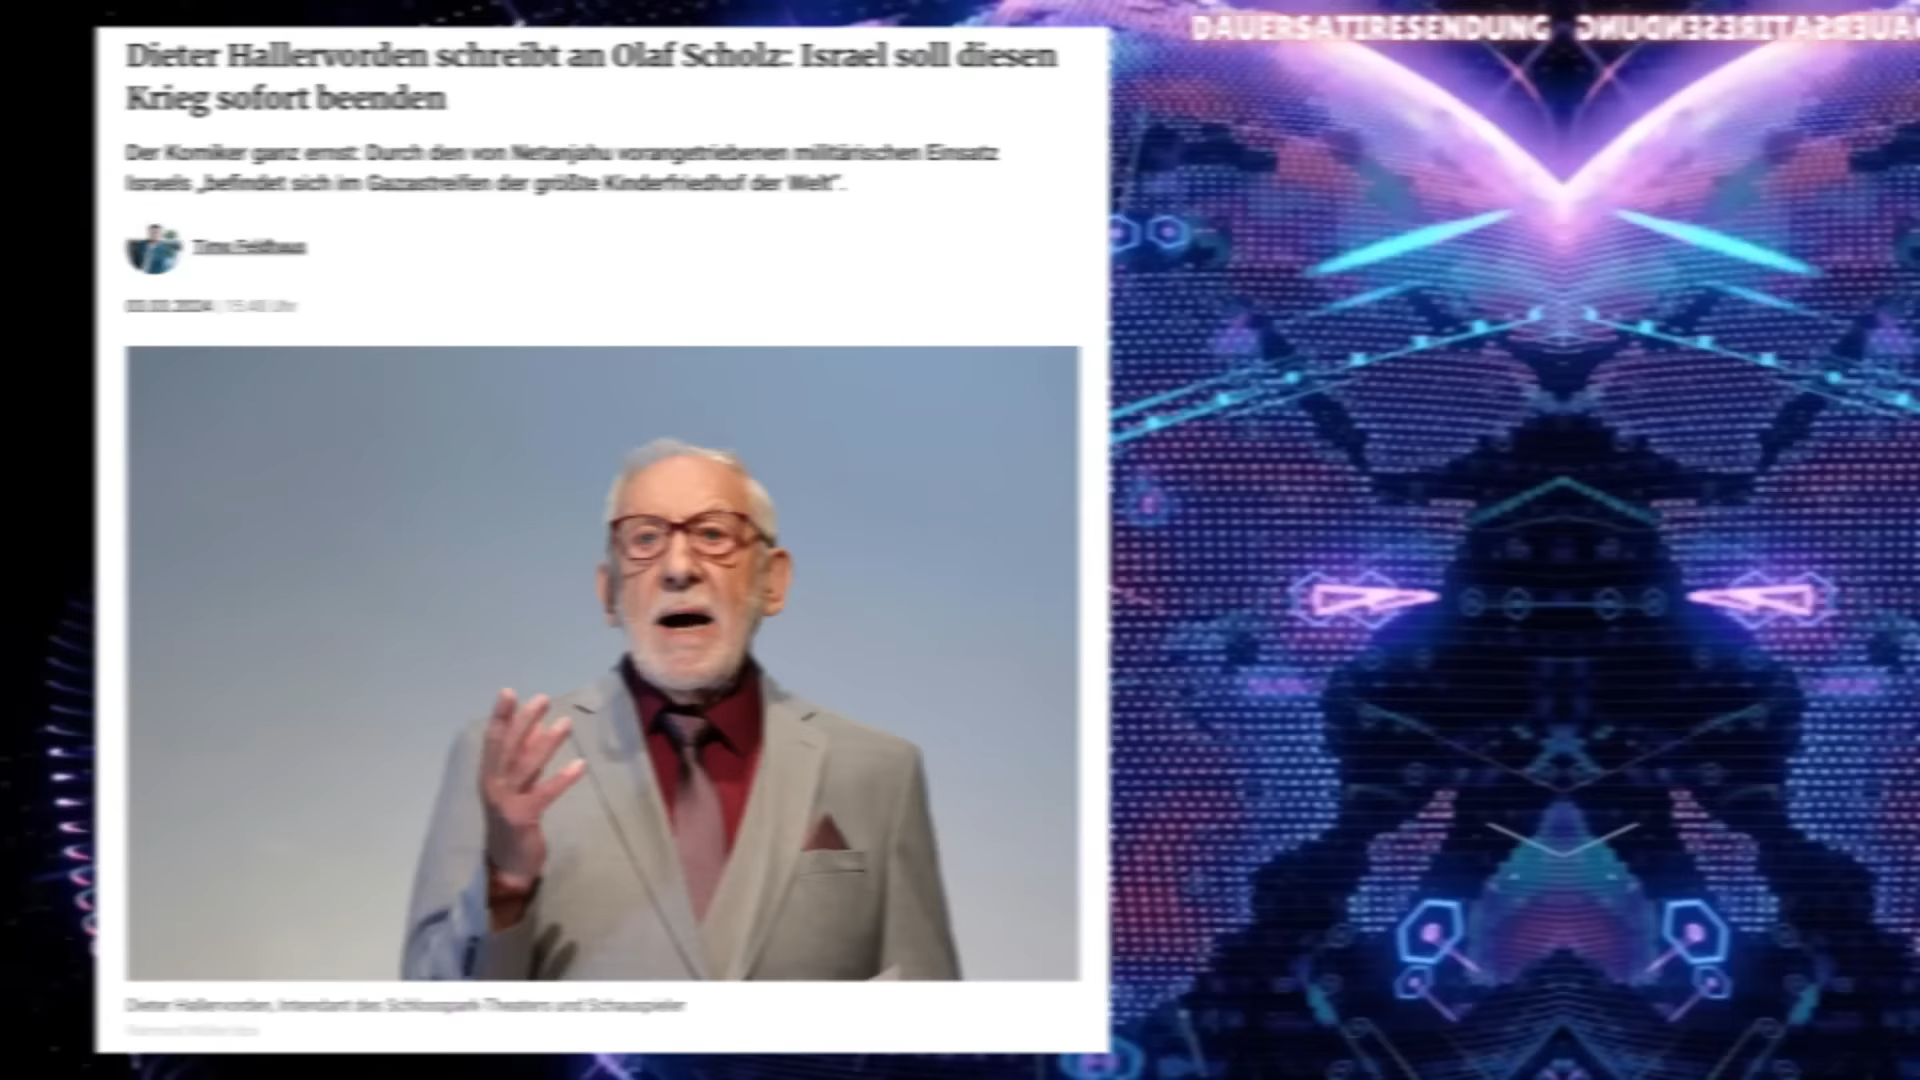 DAUERSATIRESENDUNG
Dieter Hallervorden schreibt an Olaf Scholz: Israel soll diesen
Krieg sofort beenden
Der Komiker ganz ernst: Durch den von Netanjahu vorangetriebenen militärischen Einsatz
Israels „befindet sich im Gazastreifen der größte Kinderfriedhof der Welt“.
Timo Feldhaus
Dieter Hallervorden, Intendant des Schlosspark Theaters und Schauspieler